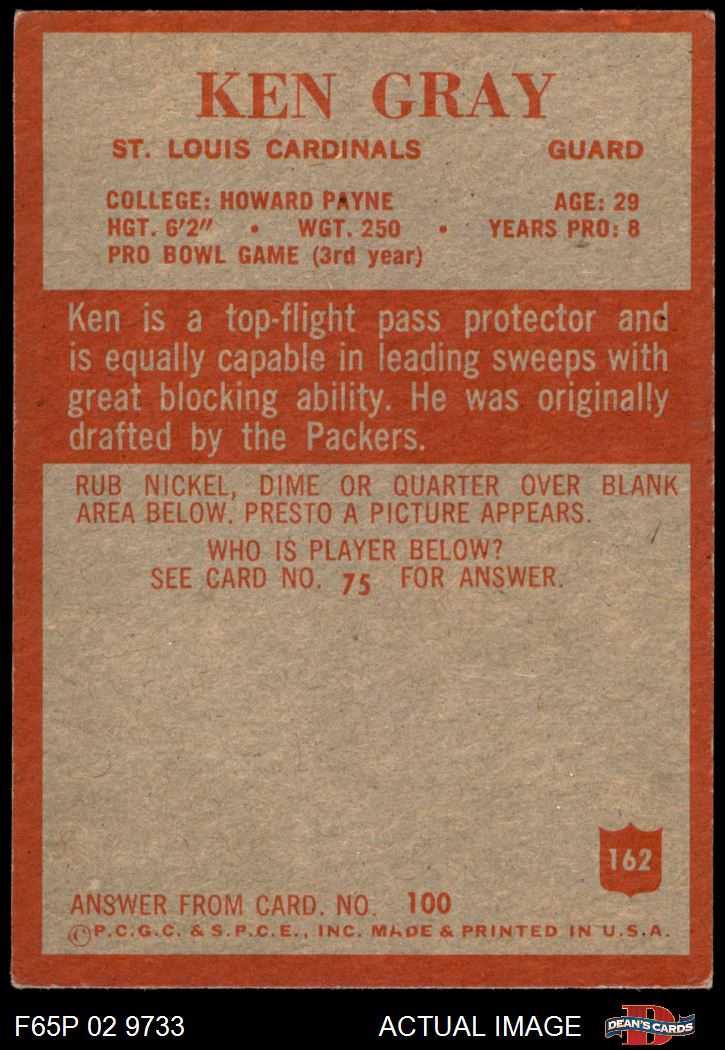 KEN GRAY
ST. LOUIS CARDINALS GUARD
COLLEGE: HOWARD PAYNE AGE: 29
HGT. 6'2" • WGT. 250 • YEARS PRO: 8
PRO BOWL GAME (3rd year)
Ken is a top-flight pass protector and
is equally capable in leading sweeps with
great blocking ability. He was originally
drafted by the Packers.
RUB NICKEL, DIME OR QUARTER OVER BLANK
AREA BELOW. PRESTO A PICTURE APPEARS.
WHO IS PLAYER BELOW?
SEE CARD NO. 75 FOR ANSWER.
162
ANSWER FROM CARD. NO. 100
©P.C.G.C. & S.P.C.E., INC. MADE & PRINTED IN U.S.A.
F65P 02 9733 ACTUAL IMAGE
D
DEAN'S CARDS